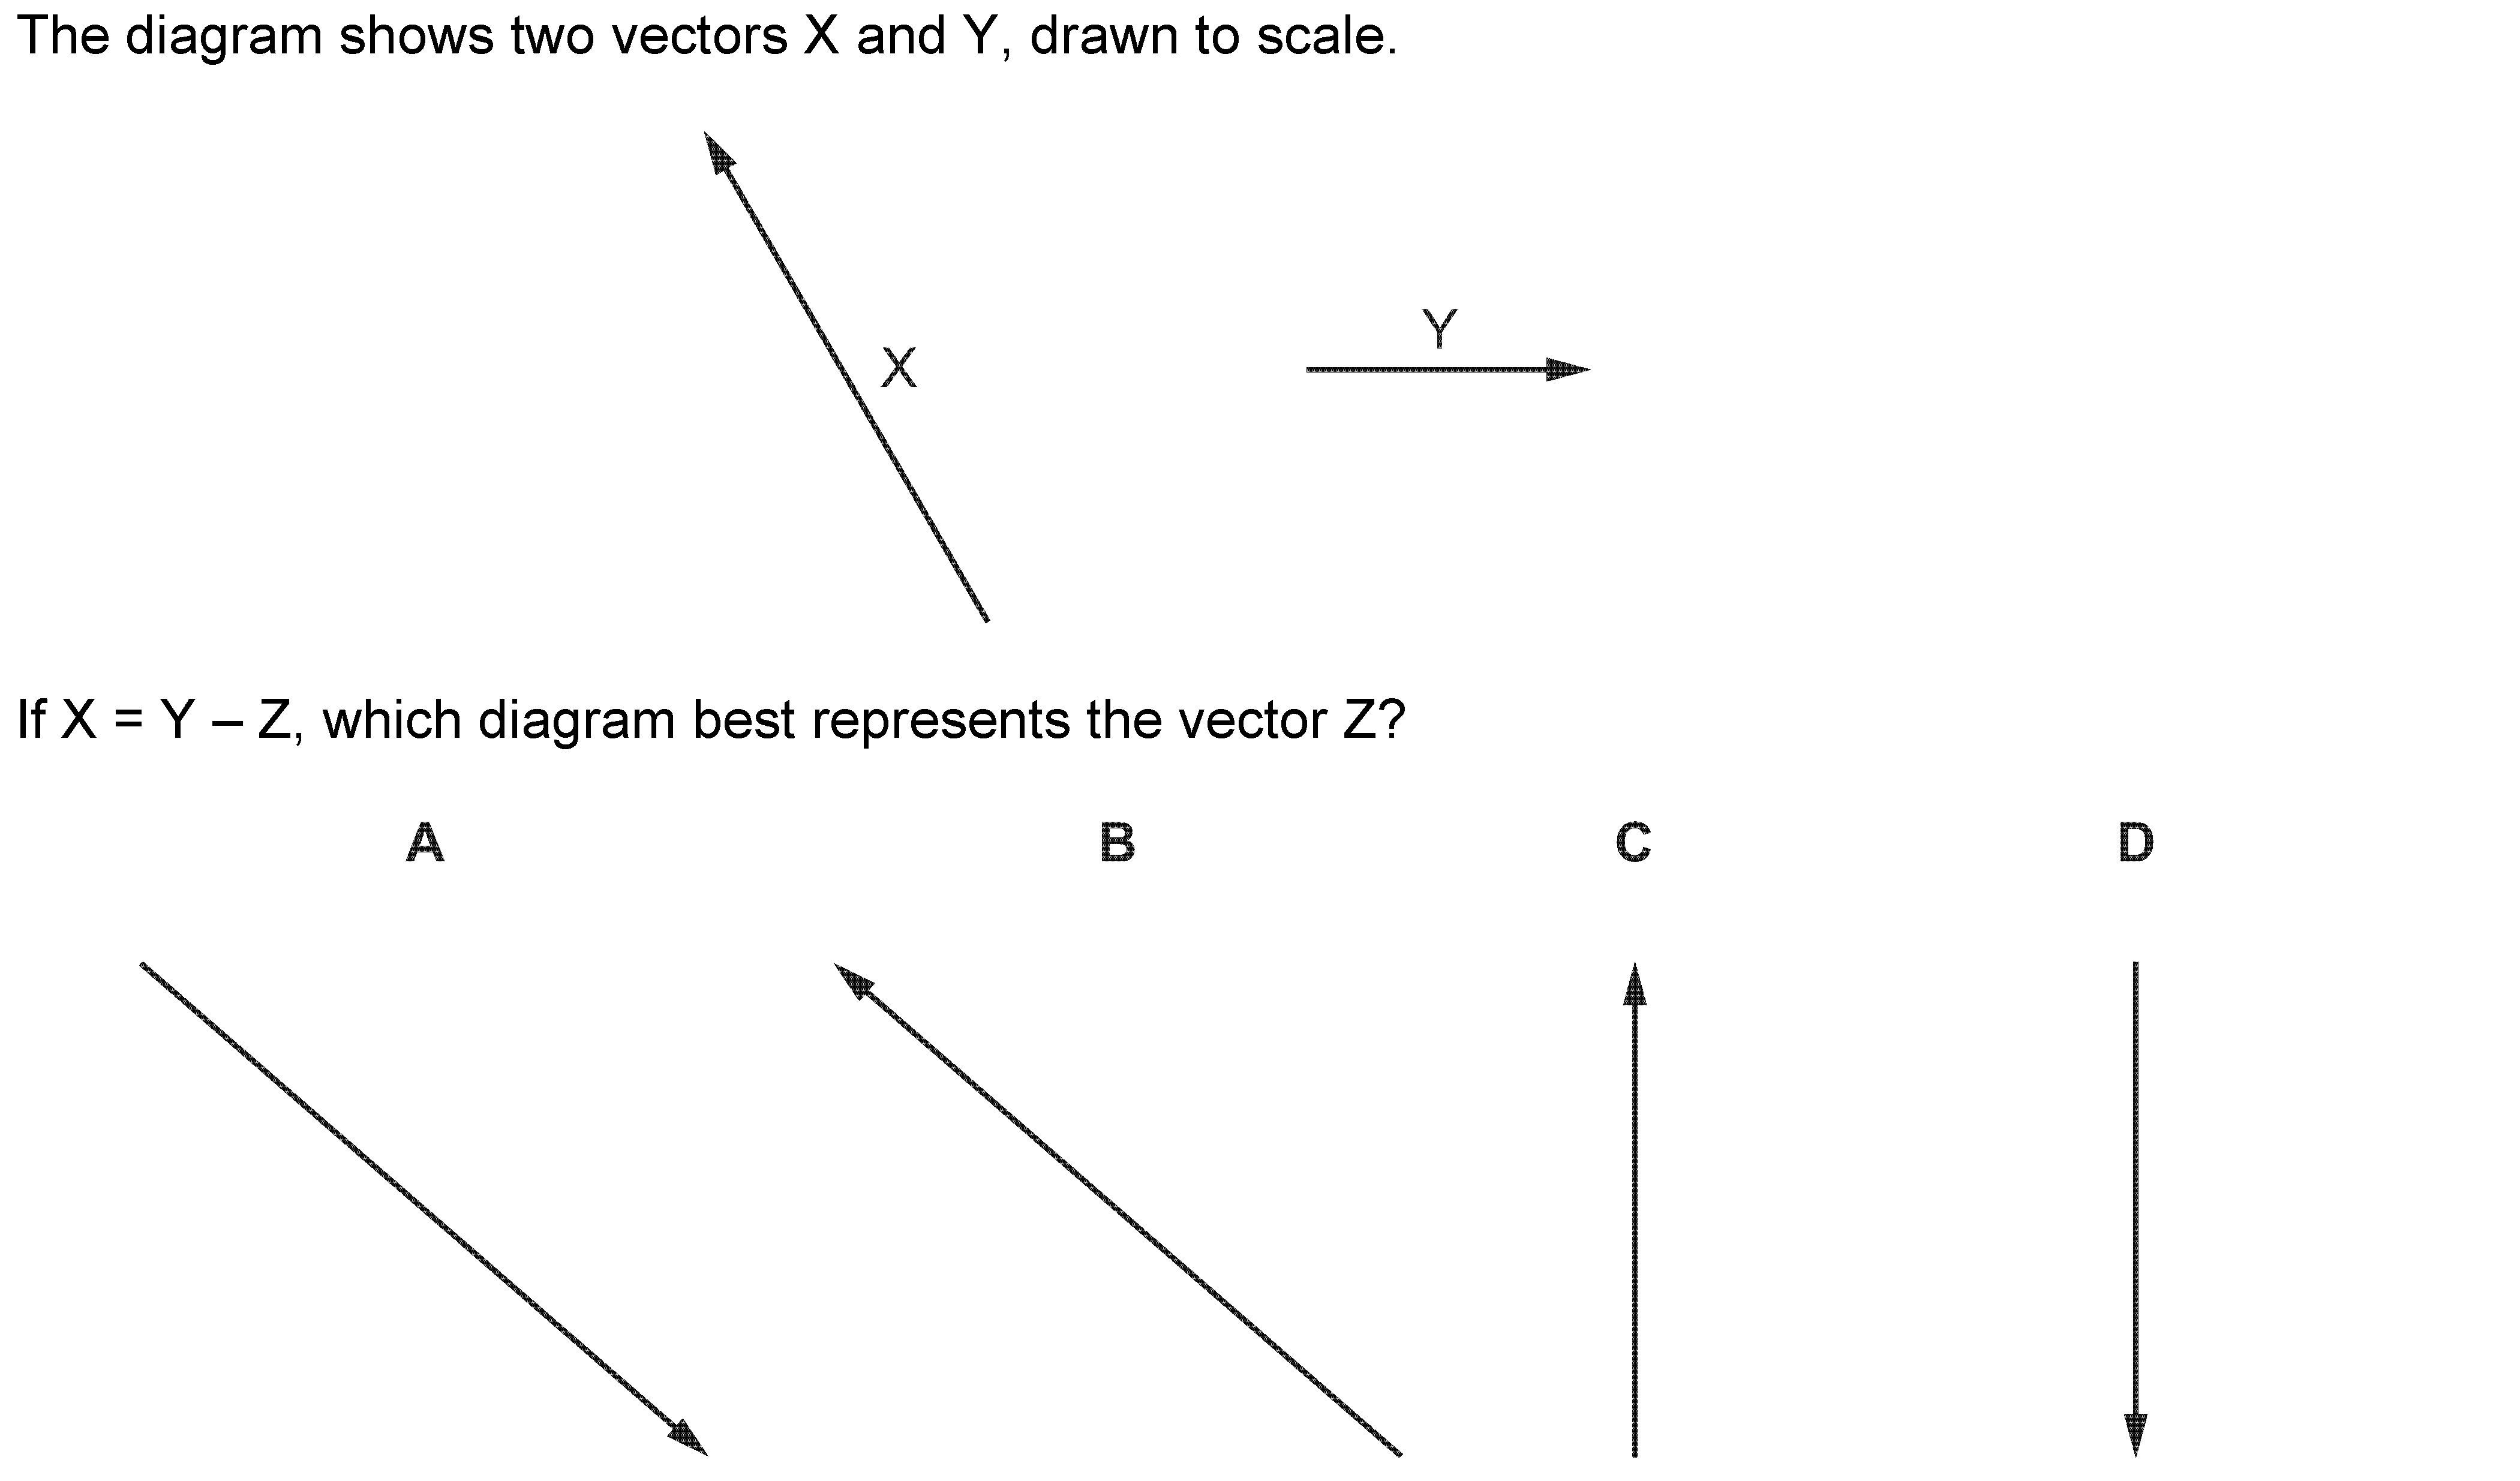 The diagram shows two vectors X and Y, drawn to scale.
Y
X
If X = Y – Z, which diagram best represents the vector Z?
A B C D